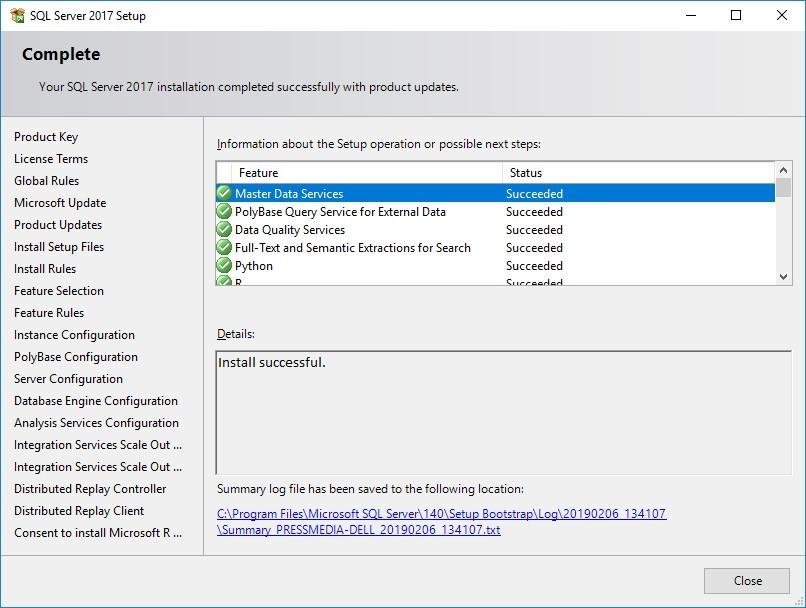 SQL Server 2017 Setup
Complete
Your SQL Server 2017 installation completed successfully with product updates.
Product Key
License Terms
Global Rules
Microsoft Update
Product Updates
Install Setup Files
Install Rules
Feature Selection
Feature Rules
Instance Configuration
PolyBase Configuration
Server Configuration
Database Engine Configuration
Analysis Services Configuration
Integration Services Scale Out ...
Integration Services Scale Out ...
Distributed Replay Controller
Distributed Replay Client
Consent to install Microsoft R ...
Information about the Setup operation or possible next steps:
Feature Status
Master Data Services Succeeded
PolyBase Query Service for External Data Succeeded
Data Quality Services Succeeded
Full-Text and Semantic Extractions for Search Succeeded
Python Succeeded
R Succeeded
Details:
Install successful.
Summary log file has been saved to the following location:
C:\Program Files\Microsoft SQL Server\140\Setup Bootstrap\Log\20190206_134107
\Summary_PRESSMEDIA-DELL_20190206_134107.txt
Close